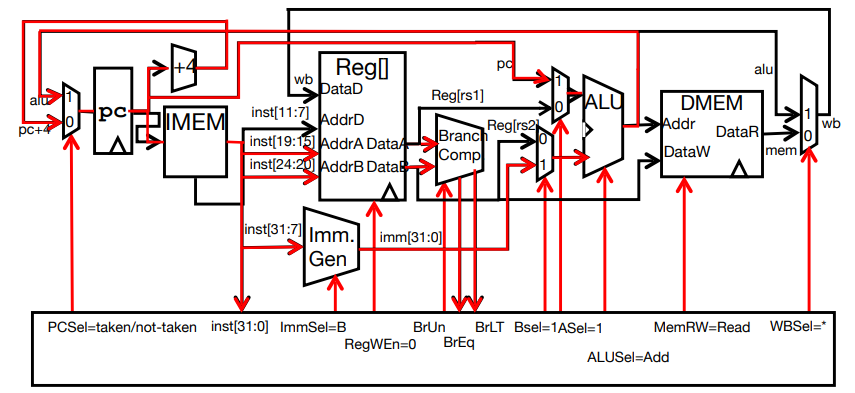 +4
Reg[]
pc
alu
wb
DataD
Reg[rs1]
1
0
alu
pc
1
0
pc+4
inst[11:7]
IMEM
AddrD
ALU
DMEM
1
0
wb
inst[19:15]
AddrA DataA
Branch
Comp
Reg[rs2]
0
1
Addr
DataR
mem
inst[24:20]
AddrB DataB
DataW
inst[31:7]
Imm.
Gen
imm[31:0]
PCSel=taken/not-taken
inst[31:0]
ImmSel=B
RegWEn=0
BrUn
BrEq
BrLT
Bsel=1
ASel=1
ALUSel=Add
MemRW=Read
WBSel=*